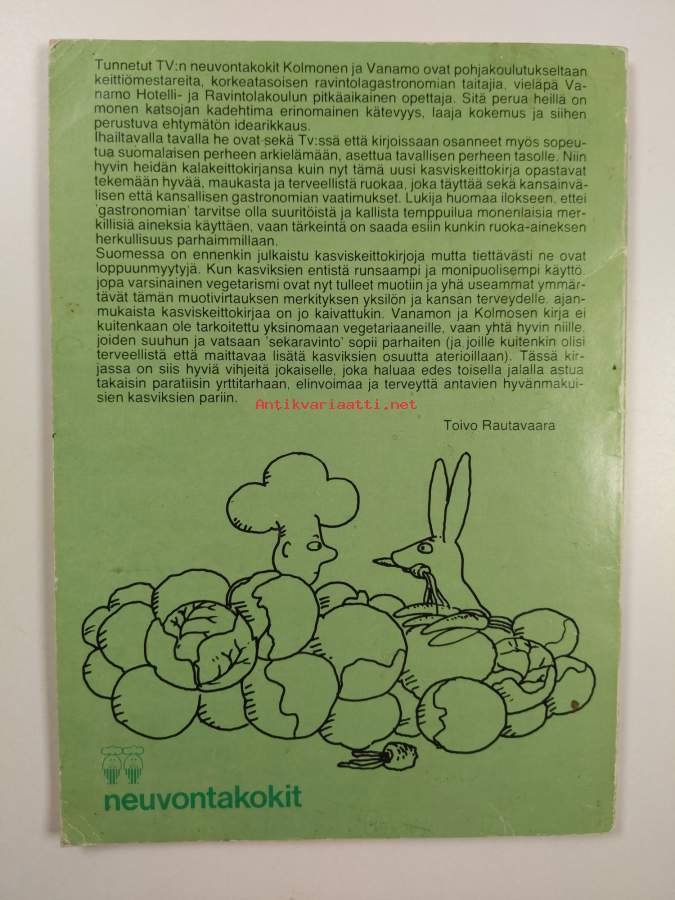 Tunnetut TV:n neuvontakokit Kolmonen ja Vanamo ovat pohjakoulutukseltaan
keittiömestareita, korkeatasoisen ravintolagastronomian taitajia, vieläpä Va-
namo Hotelli- ja Ravintolakoulun pitkäaikainen opettaja. Sitä perua heillä on
monen katsojan kadehtima erinomainen kätevyys, laaja kokemus ja siihen
perustuva ehtymätön idearikkaus.
Ihailtavalla tavalla he ovat sekä Tv:ssä että kirjoissaan osanneet myös sopeu-
tua suomalaisen perheen arkielämään, asettua tavallisen perheen tasolle. Niin
hyvin heidän kalakeittokirjansa kuin nyt tämä uusi kasviskeittokirja opastavat
tekemään hyvää, maukasta ja terveellistä ruokaa, joka täyttää sekä kansainvä-
lisen että kansallisen gastronomian vaatimukset. Lukija huomaa ilokseen, ettei
'gastronomian' tarvitse olla suuritöistä ja kallista temppuilua monenlaisia mer-
killisiä aineksia käyttäen, vaan tärkeintä on saada esiin kunkin ruoka-aineksen
herkullisuus parhaimmillaan.
Suomessa on ennenkin julkaistu kasviskeittokirjoja mutta tiettävästi ne ovat
loppuunmyytyjä. Kun kasviksien entistä runsaampi ja monipuolisempi käyttö,
jopa varsinainen vegetarismi ovat nyt tulleet muotiin ja yhä useammat ymmär-
tävät tämän muotivirtauksen merkityksen yksilön ja kansan terveydelle, ajan-
mukaista kasviskeittokirjaa on jo kaivattukin. Vanamon ja Kolmosen kirja ei
kuitenkaan ole tarkoitettu yksinomaan vegetariaaneille, vaan yhtä hyvin niille,
joiden suuhun ja vatsaan 'sekaravinto' sopii parhaiten (ja joille kuitenkin olisi
terveellistä että maittavaa lisätä kasviksien osuutta aterioillaan). Tässä kir-
jassa on siis hyviä vihjeitä jokaiselle, joka haluaa edes toisella jalalla astua
takaisin paratiisin yrttitarhaan, elinvoimaa ja terveyttä antavien hyvänmakui-
sien kasviksien pariin.
Antikvariaatti.net
Toivo Rautavaara
neuvontakokit